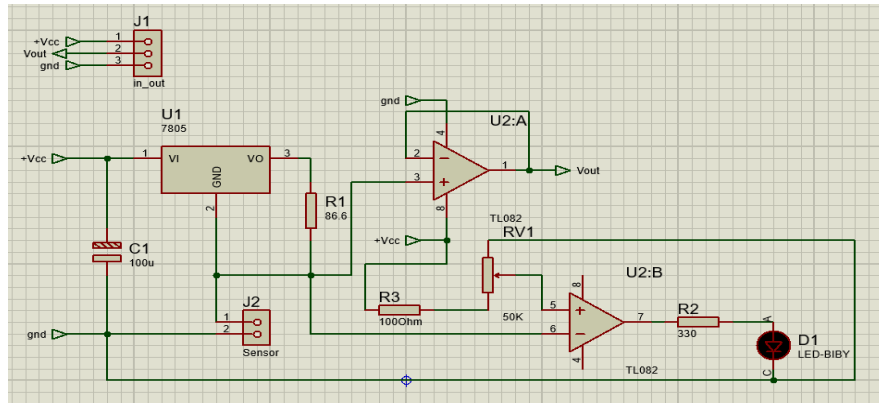 J1
+Vcc
1
Vout
2
gnd
3
in_out
U1
7805
gnd
4
U2:A
+Vcc
1
VI
VO
3
2
1
Vout
GND
3
2
R1
86.6
8
TL082
C1
100u
+Vcc
RV1
U2:B
8
J2
R3
100Ohm
50K
5
R2
gnd
1
2
6
7
330
A
D1
LED-BIBY
Sensor
4
TL082
C